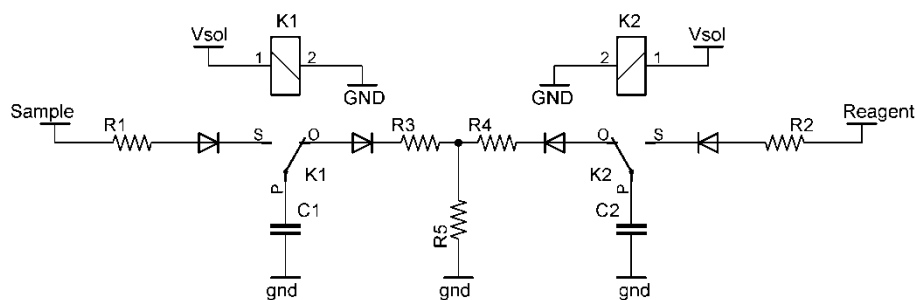 K1 K2
Vsol Vsol
1 2 2 1
GND GND
Sample Reagent
R1 S O R3 R4 O S R2
P K1 K2 P
C1 R5 C2
gnd gnd gnd